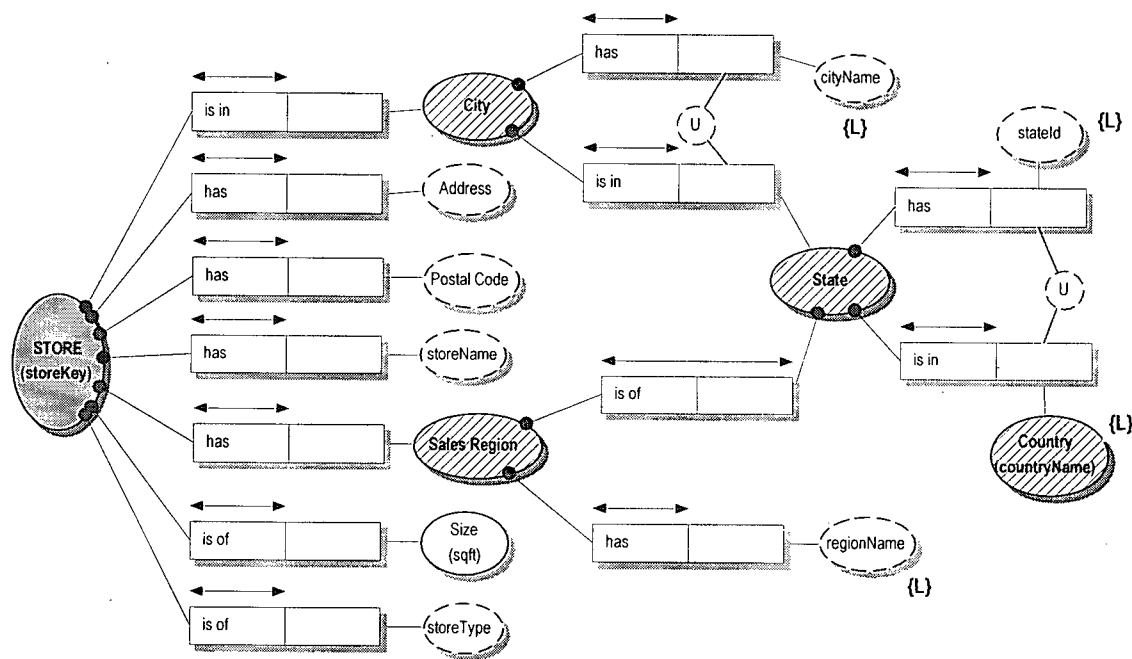 has
cityName
{L}
is in
City
U
stateId
{L}
is in
has
Address
has
has
Postal Code
State
U
STORE
(storeKey)
has
storeName
is of
is in
has
Sales Region
Country
(countryName)
{L}
has
regionName
{L}
is of
Size
(sqft)
is of
storeType